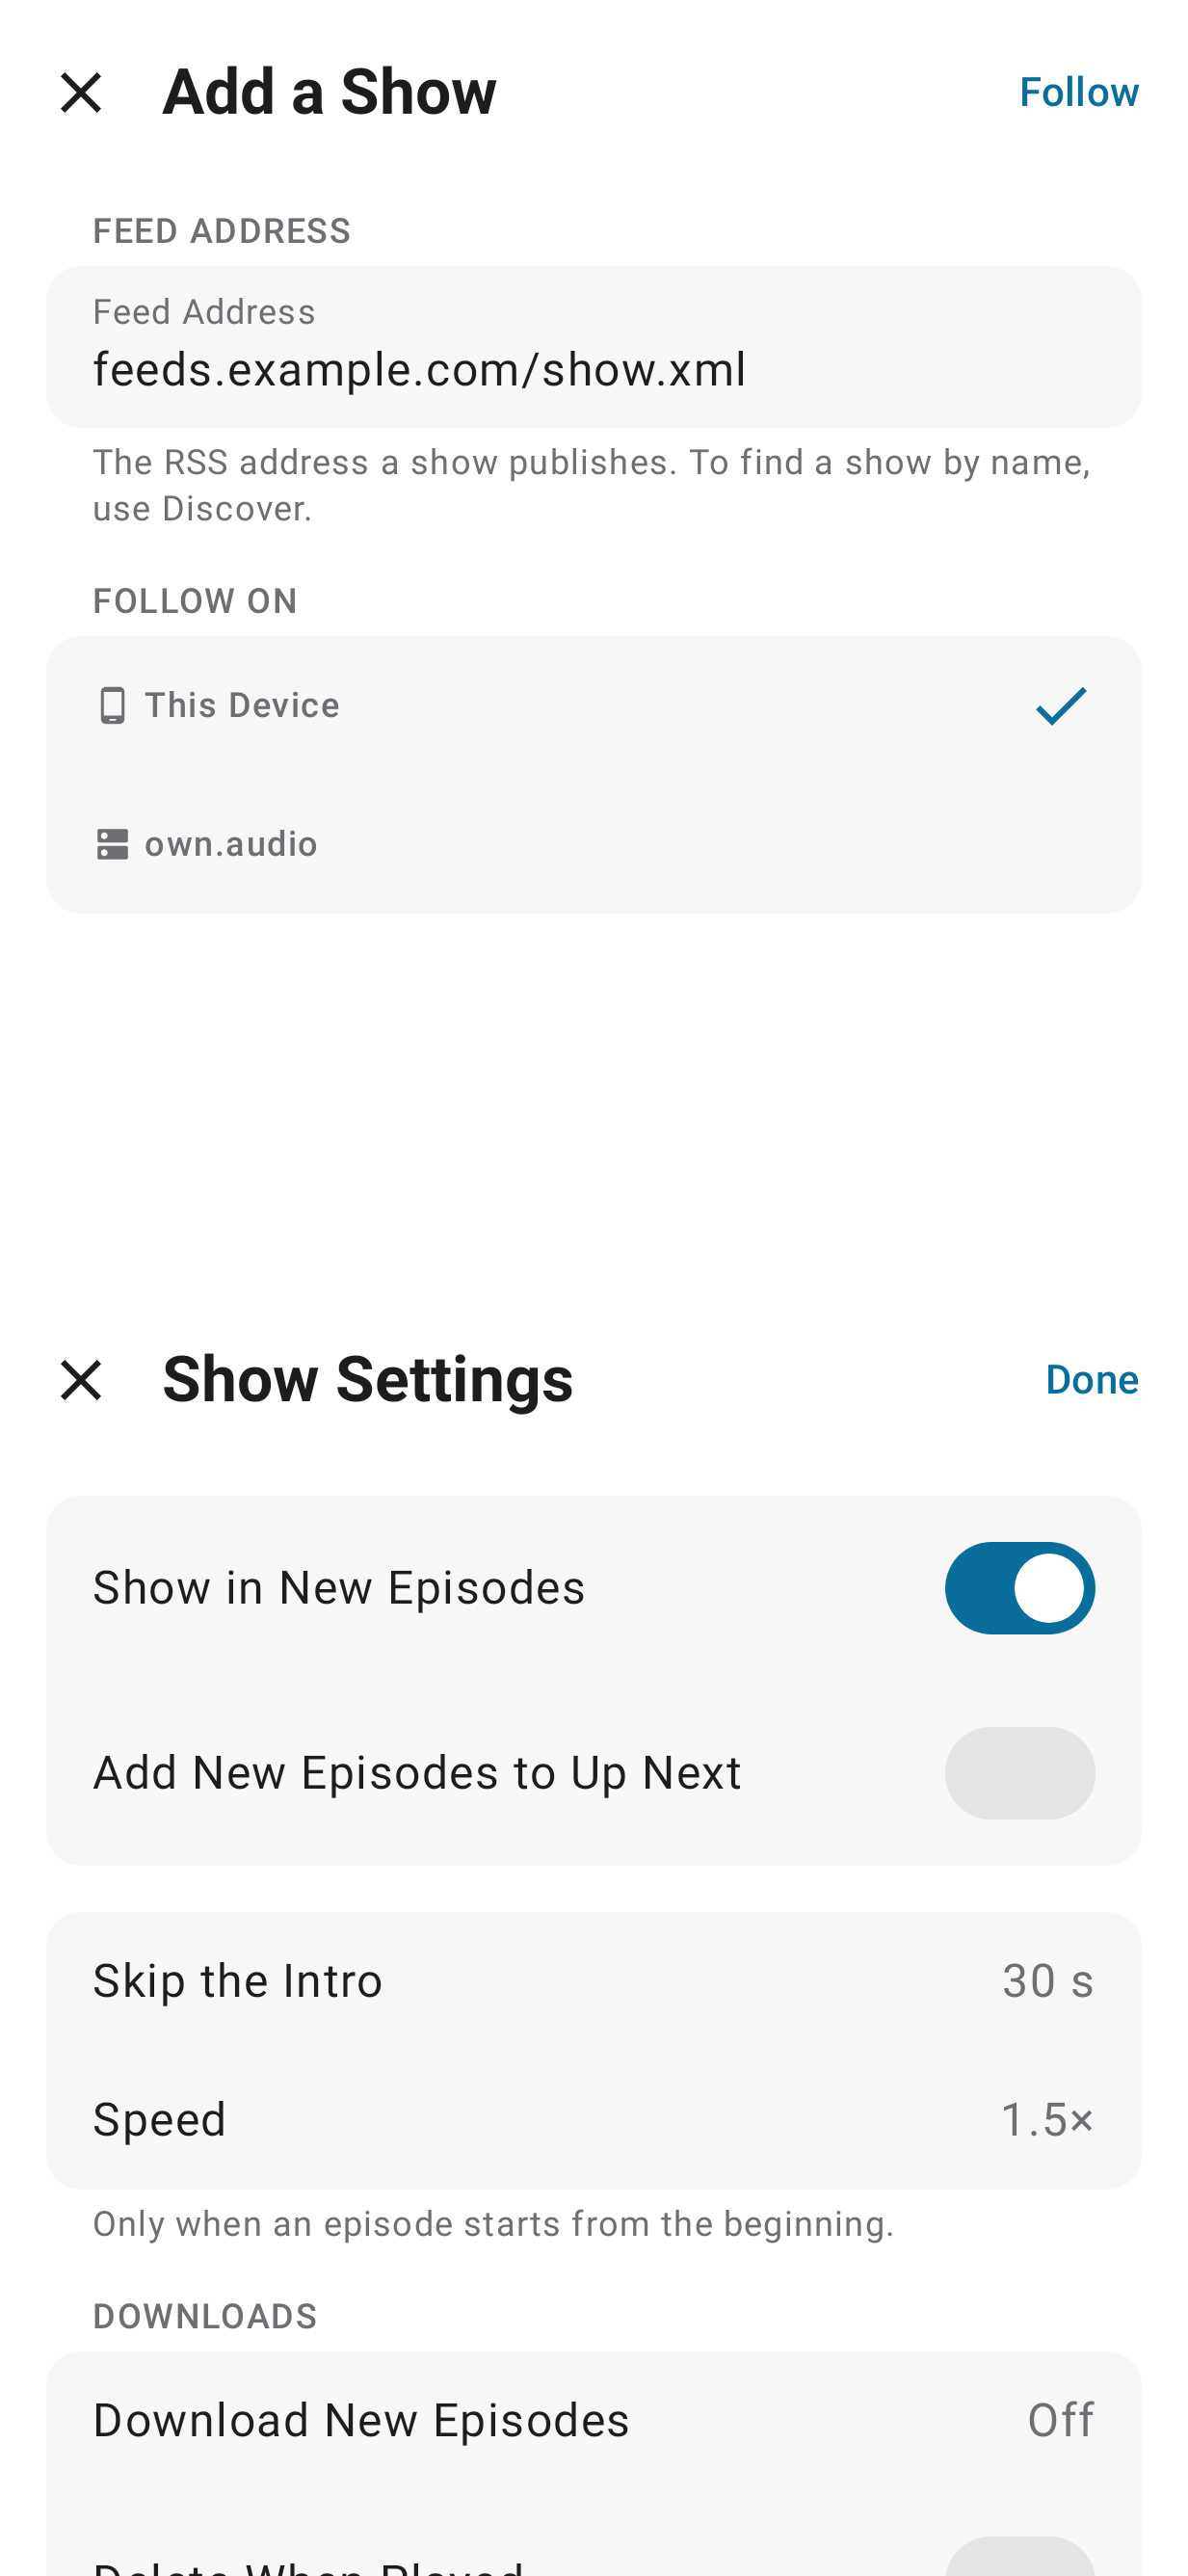 Add a Show
Follow
FEED ADDRESS
Feed Address
feeds.example.com/show.xml
The RSS address a show publishes. To find a show by name,
use Discover.
FOLLOW ON
This Device
own.audio
Show Settings
Done
Show in New Episodes
Add New Episodes to Up Next
Skip the Intro
30 s
Speed
1.5×
Only when an episode starts from the beginning.
DOWNLOADS
Download New Episodes
Off
Delete When Played